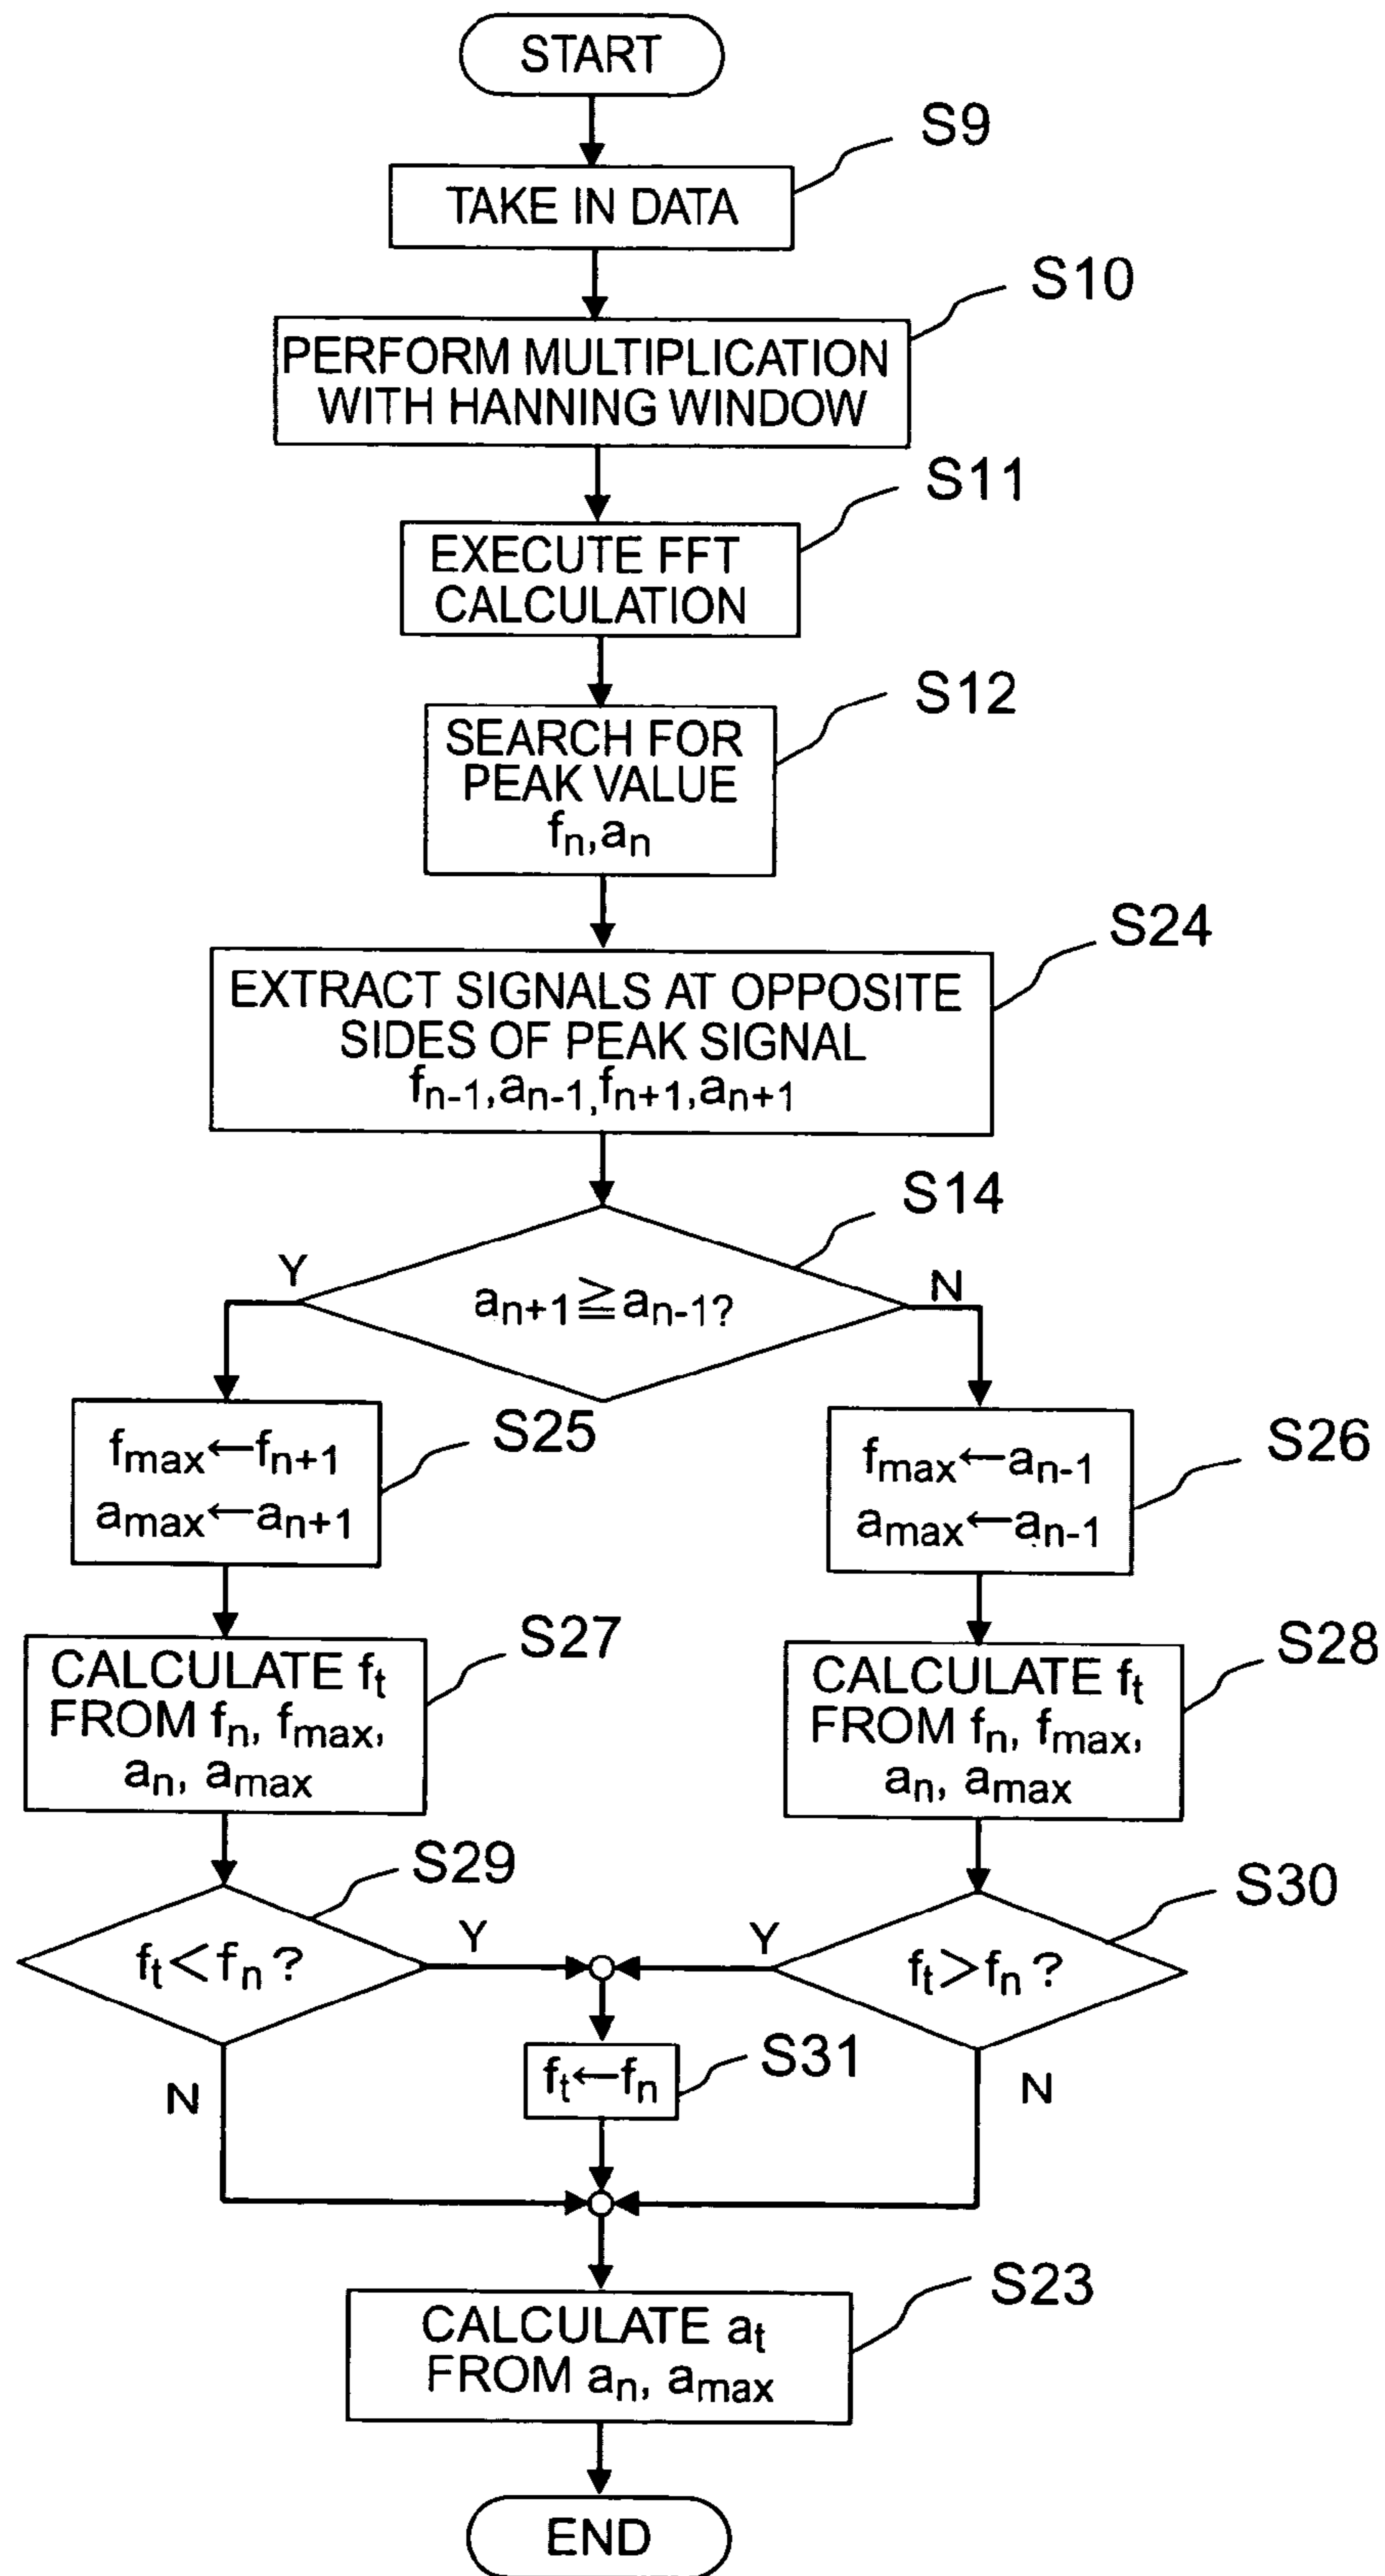 START
S9
TAKE IN DATA
S10
PERFORM MULTIPLICATION
WITH HANNING WINDOW
S11
EXECUTE FFT
CALCULATION
S12
SEARCH FOR
PEAK VALUE
fn,an
S24
EXTRACT SIGNALS AT OPPOSITE
SIDES OF PEAK SIGNAL
fn-1,an-1,fn+1,an+1
S14
Y
an+1≧an-1?
N
S25
fmax←fn+1
amax←an+1
S26
fmax←an-1
amax←an-1
S27
CALCULATE ft
FROM fn, fmax,
an, amax
S28
CALCULATE ft
FROM fn, fmax,
an, amax
S29
ft<fn?
Y
N
S30
ft>fn?
Y
N
S31
ft←fn
S23
CALCULATE at
FROM an, amax
END